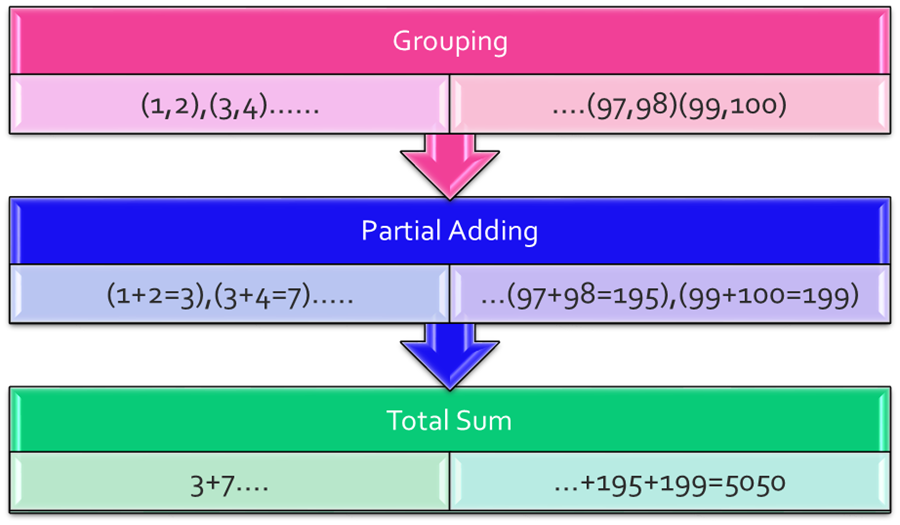 Grouping
(1,2),(3,4)......
....(97,98)(99,100)
Partial Adding
(1+2=3),(3+4=7).....
...(97+98=195),(99+100=199)
Total Sum
3+7....
...+195+199=5050